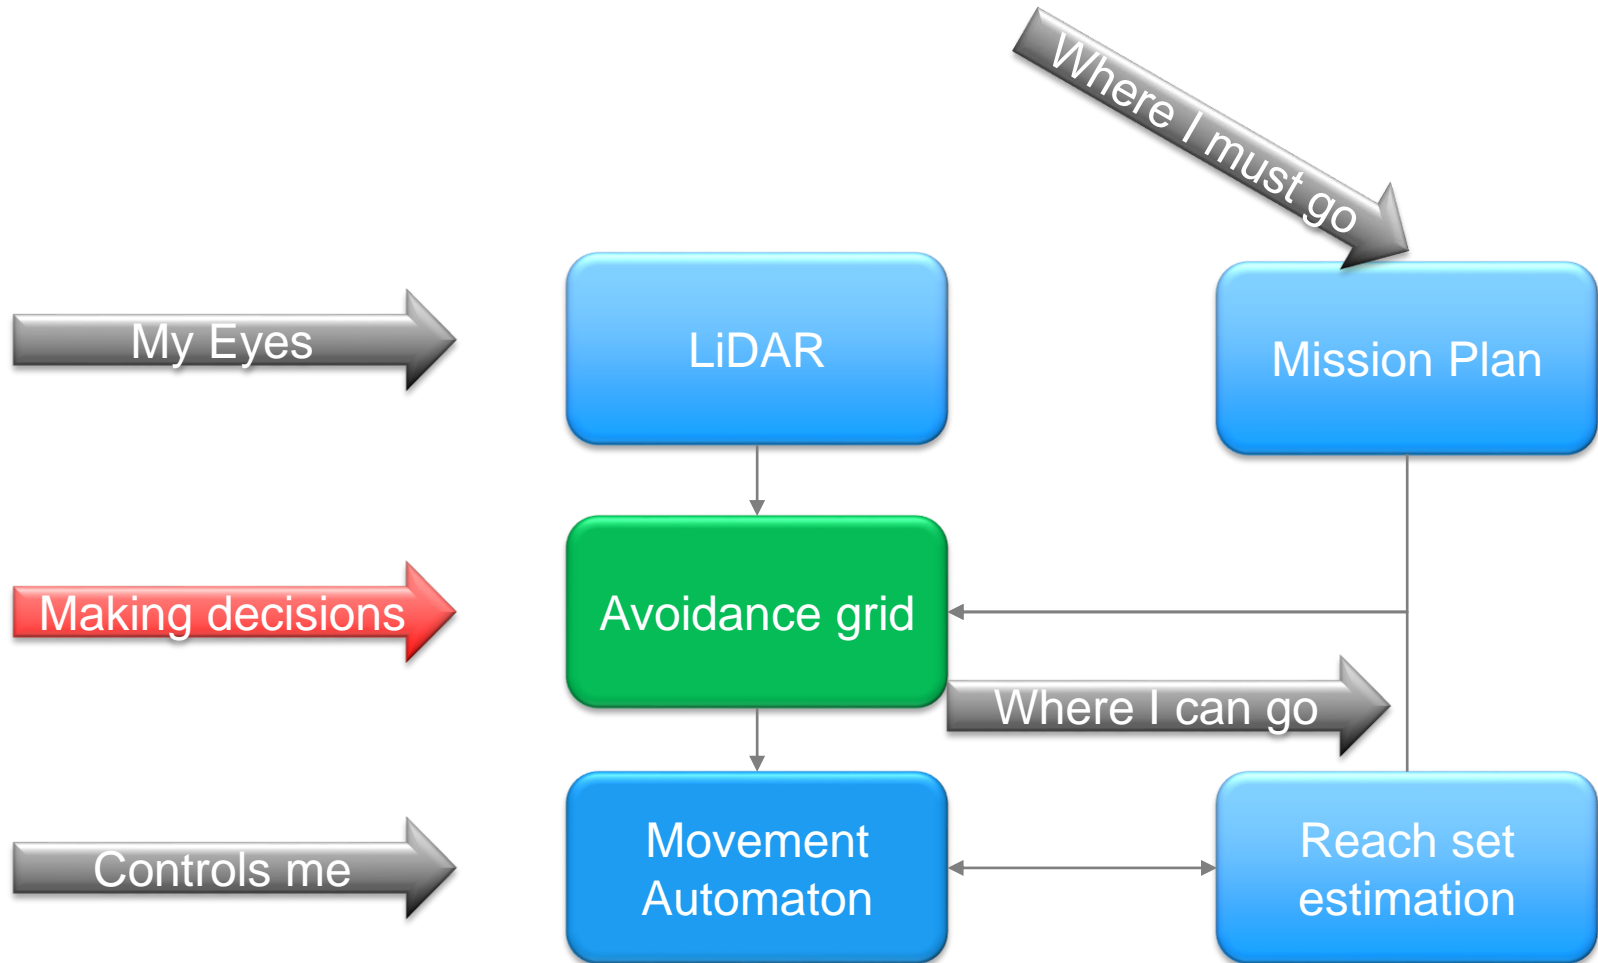 Where I must go
My Eyes
LiDAR
Mission Plan
Making decisions
Avoidance grid
Where I can go
Controls me
Movement
Automaton
Reach set
estimation